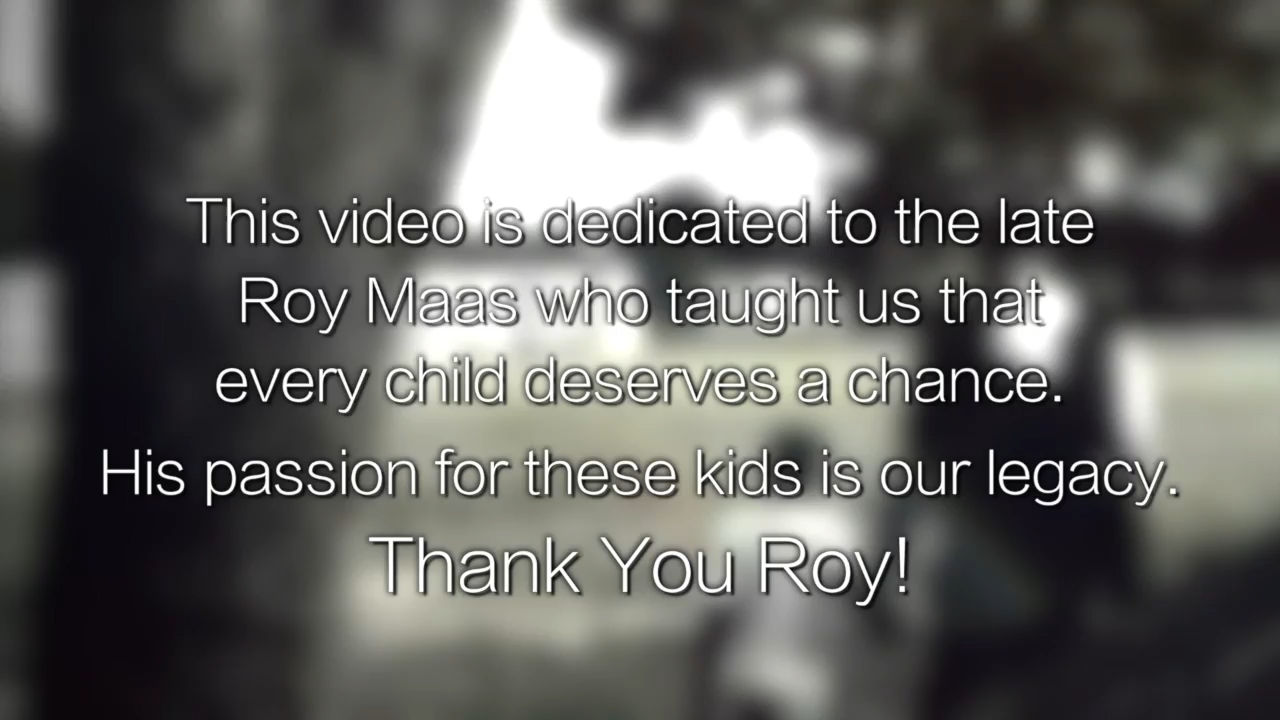 This video is dedicated to the late
Roy Maas who taught us that
every child deserves a chance.
His passion for these kids is our legacy.
Thank You Roy!